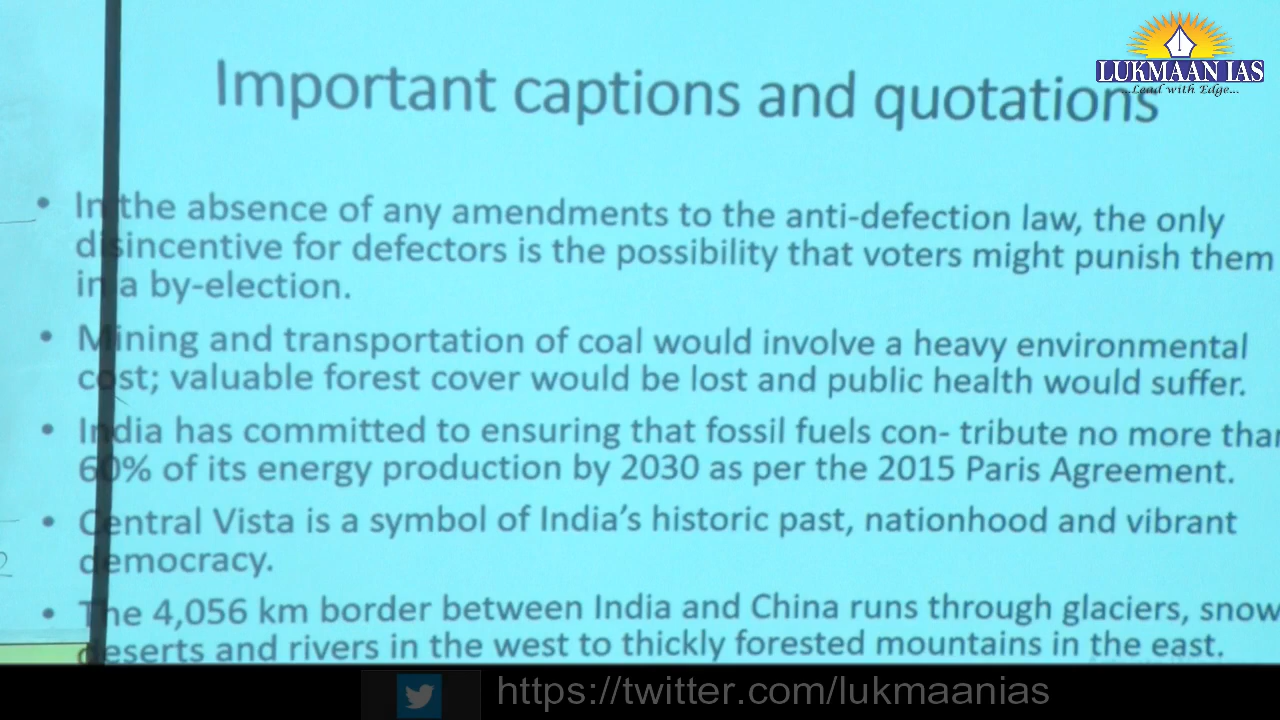 LUKMAAN IAS
...Lead with Edge...
Important captions and quotations
• In the absence of any amendments to the anti-defection law, the only
disincentive for defectors is the possibility that voters might punish them
in a by-election.
• Mining and transportation of coal would involve a heavy environmental
cost; valuable forest cover would be lost and public health would suffer.
• India has committed to ensuring that fossil fuels con- tribute no more than
60% of its energy production by 2030 as per the 2015 Paris Agreement.
• Central Vista is a symbol of India's historic past, nationhood and vibrant
democracy.
• The 4,056 km border between India and China runs through glaciers, snow
deserts and rivers in the west to thickly forested mountains in the east.
https://twitter.com/lukmaanias